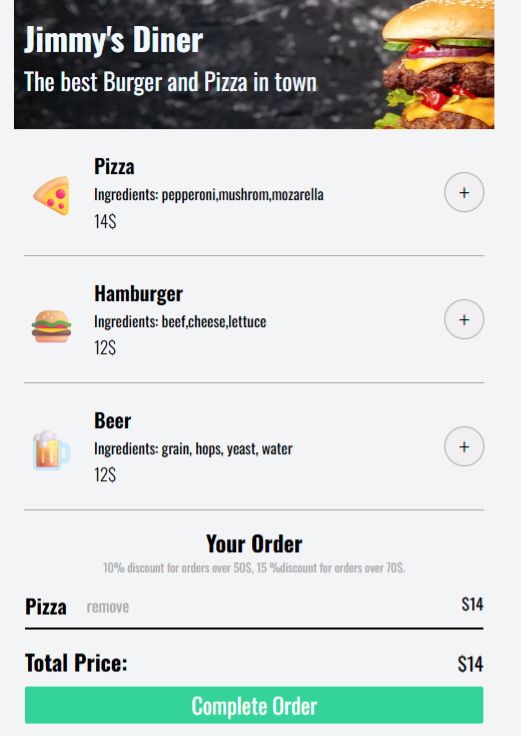 Jimmy's Diner
The best Burger and Pizza in town
Pizza
Ingredients: pepperoni,mushrom,mozarella
14$
+
Hamburger
Ingredients: beef,cheese,lettuce
12$
+
Beer
Ingredients: grain, hops, yeast, water
12$
+
Your Order
10% discount for orders over 50$, 15 %discount for orders over 70$.
Pizza remove $14
Total Price: $14
Complete Order